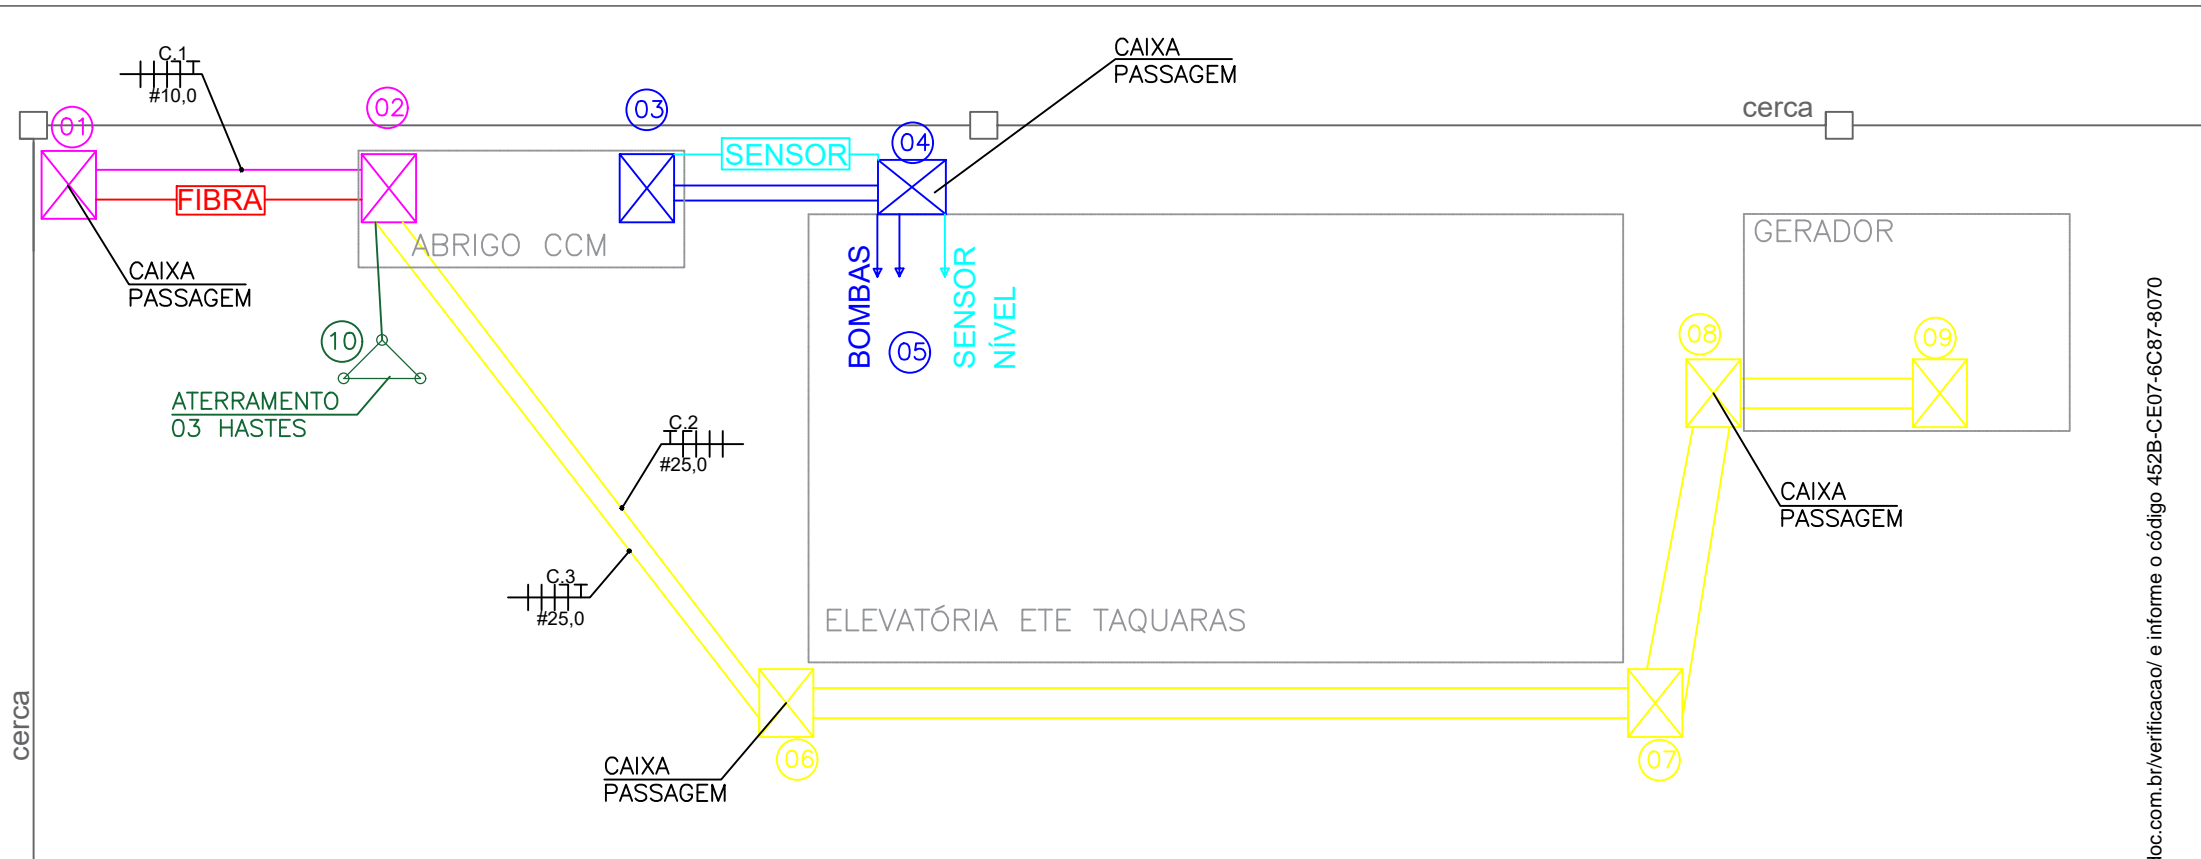 CAIXA
PASSAGEM
C.1
#10,0
01
02
03
04
cerca
SENSOR
FIBRA
ABRIGO CCM
GERADOR
CAIXA
PASSAGEM
BOMBAS
05
SENSOR
NÍVEL
10
ATERRAMENTO
03 HASTES
08
09
C.2
#25,0
CAIXA
PASSAGEM
C.3
#25,0
ELEVATÓRIA ETE TAQUARAS
cerca
CAIXA
PASSAGEM
06
07
loc.com.br/verificacao/ e informe o código 452B-CE07-6C87-8070